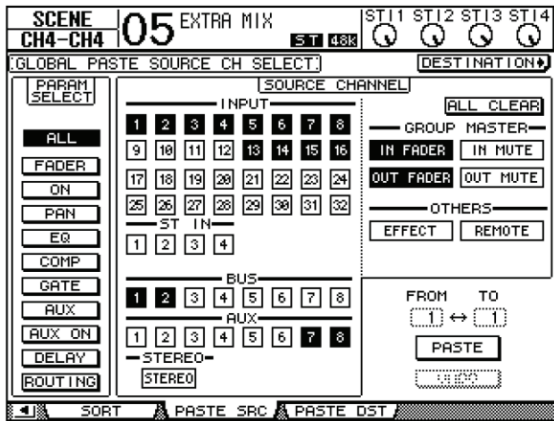 SCENE
CH4-CH4
05 EXTRA MIX
ST 48K
STI1 STI2 STI3 STI4
GLOBAL PASTE SOURCE CH SELECT
DESTINATION
PARAM SELECT
ALL
FADER
ON
PAN
EQ
COMP
GATE
AUX
AUX ON
DELAY
ROUTING
SOURCE CHANNEL
INPUT
1 2 3 4 5 6 7 8
9 10 11 12 13 14 15 16
17 18 19 20 21 22 23 24
25 26 27 28 29 30 31 32
ST IN
1 2 3 4
BUS
1 2 3 4 5 6 7 8
AUX
1 2 3 4 5 6 7 8
STEREO
STEREO
ALL CLEAR
GROUP MASTER
IN FADER IN MUTE
OUT FADER OUT MUTE
OTHERS
EFFECT REMOTE
FROM TO
1 ↔ 1
PASTE
UNDO
SORT PASTE SRC PASTE DST